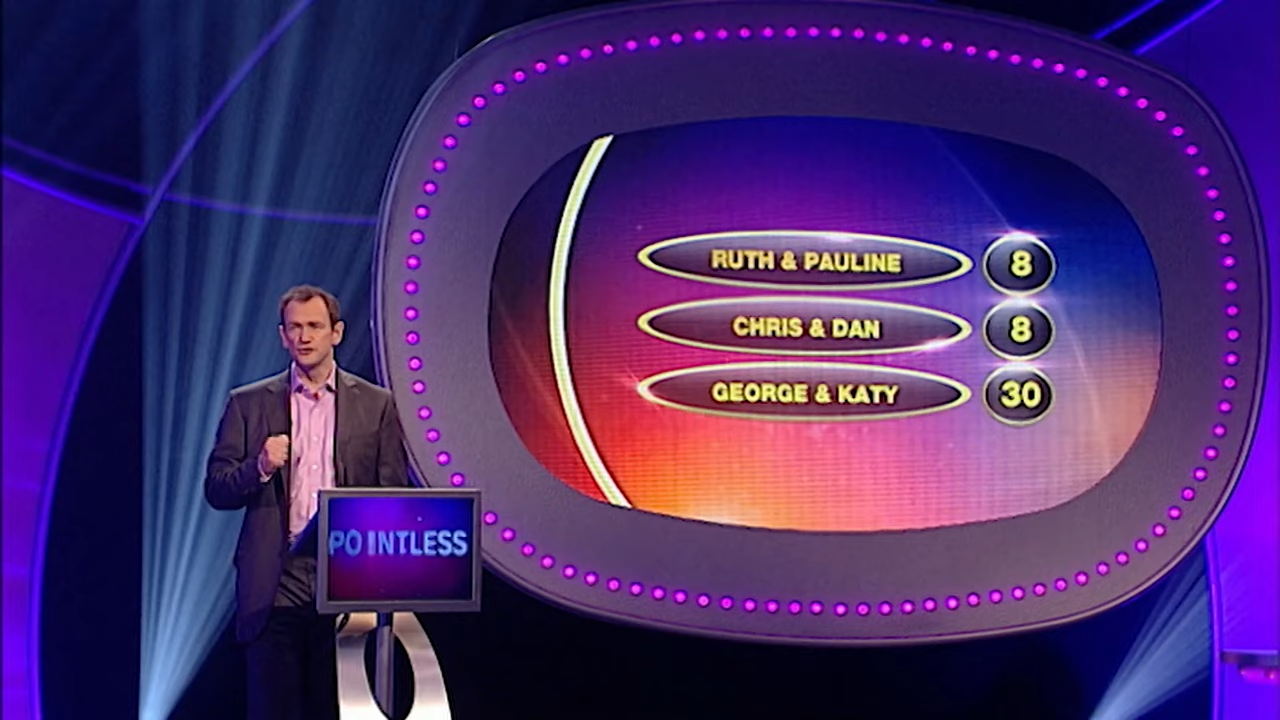 RUTH & PAULINE 8
CHRIS & DAN 8
GEORGE & KATY 30
POINTLESS